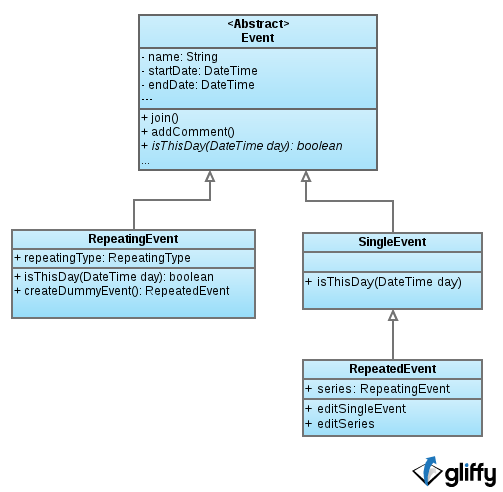 <Abstract>
Event
- name: String
- startDate: DateTime
- endDate: DateTime
---
+ join()
+ addComment()
+ isThisDay(DateTime day): boolean
...
RepeatingEvent
+ repeatingType: RepeatingType
+ isThisDay(DateTime day): boolean
+ createDummyEvent(): RepeatedEvent
SingleEvent
+ isThisDay(DateTime day)
RepeatedEvent
+ series: RepeatingEvent
+ editSingleEvent
+ editSeries
gliffy